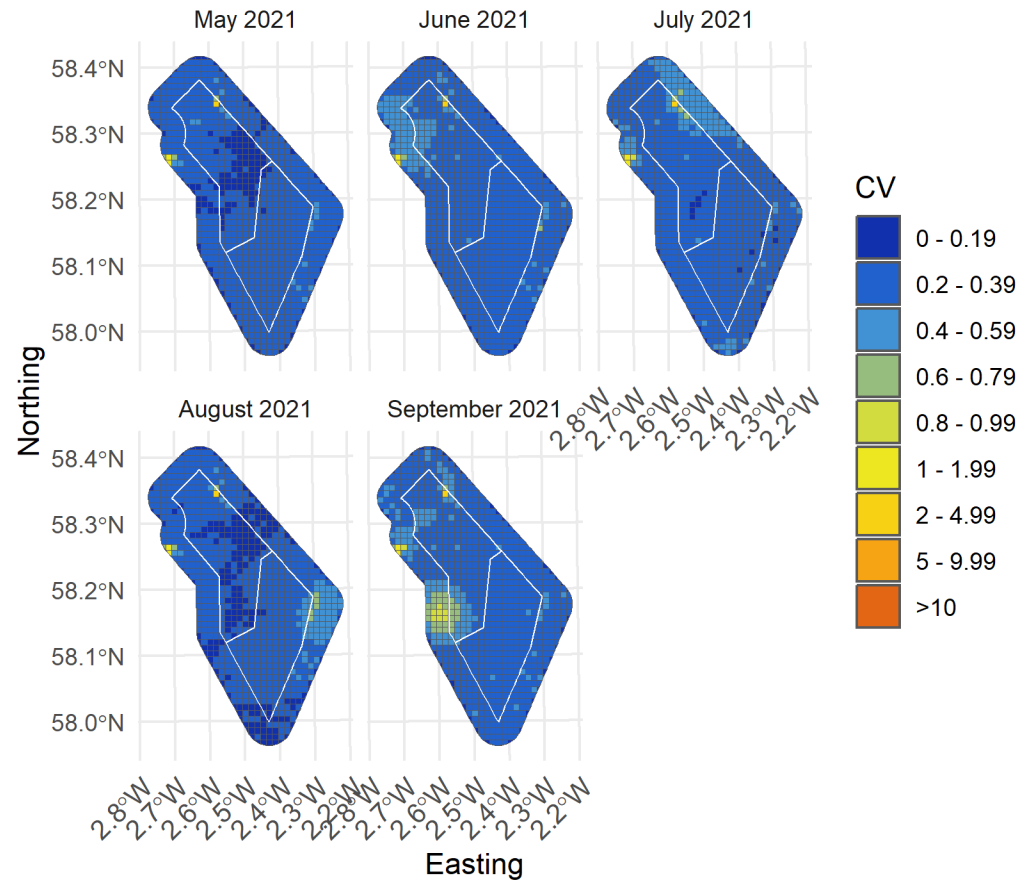 May 2021
June 2021
July 2021
58.4°N
58.3°N
58.2°N
58.1°N
58.0°N
2.8°W
2.7°W
2.6°W
2.5°W
2.4°W
2.3°W
2.2°W
August 2021
September 2021
58.4°N
58.3°N
58.2°N
58.1°N
58.0°N
2.8°W
2.7°W
2.6°W
2.5°W
2.4°W
2.3°W
2.2°W
2.8°W
2.7°W
2.6°W
2.5°W
2.4°W
2.3°W
2.2°W
Northing
Easting
CV
0 - 0.19
0.2 - 0.39
0.4 - 0.59
0.6 - 0.79
0.8 - 0.99
1 - 1.99
2 - 4.99
5 - 9.99
>10